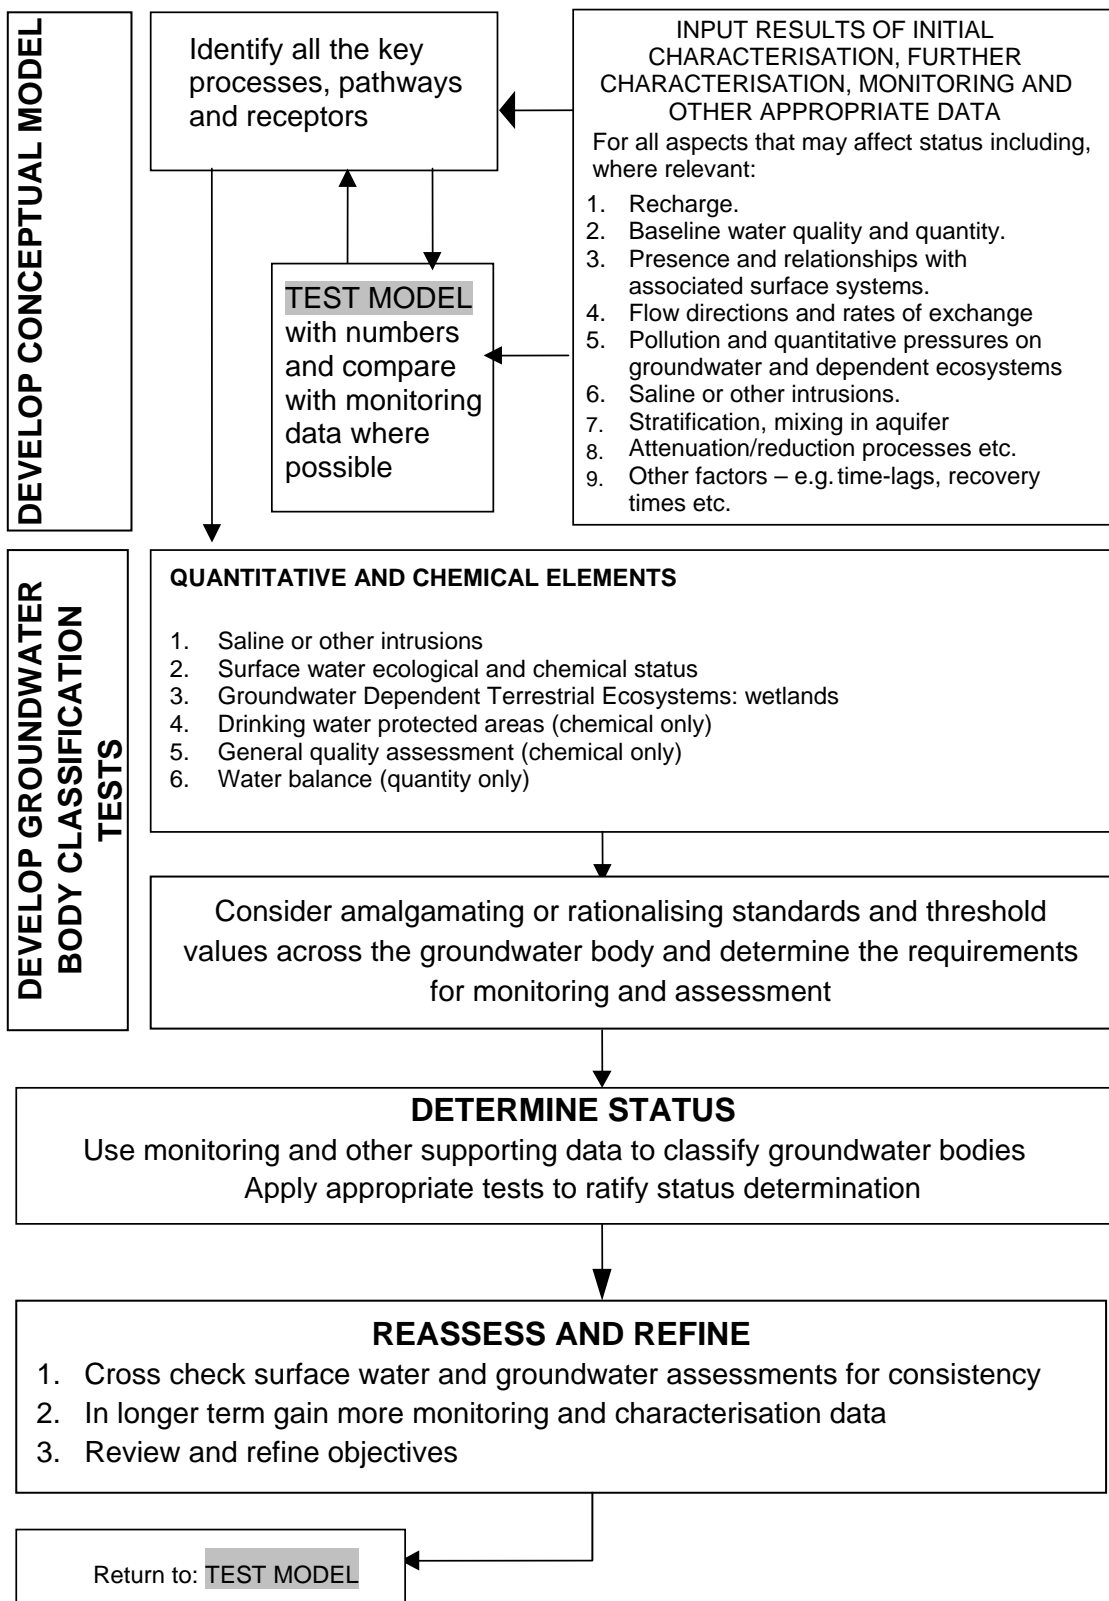 DEVELOP CONCEPTUAL MODEL
Identify all the key
processes, pathways
and receptors
INPUT RESULTS OF INITIAL
CHARACTERISATION, FURTHER
CHARACTERISATION, MONITORING AND
OTHER APPROPRIATE DATA
For all aspects that may affect status including,
where relevant:
1. Recharge.
2. Baseline water quality and quantity.
3. Presence and relationships with
associated surface systems.
4. Flow directions and rates of exchange
5. Pollution and quantitative pressures on
groundwater and dependent ecosystems
6. Saline or other intrusions.
7. Stratification, mixing in aquifer
8. Attenuation/reduction processes etc.
9. Other factors – e.g. time-lags, recovery
times etc.
TEST MODEL
with numbers
and compare
with monitoring
data where
possible
DEVELOP GROUNDWATER
BODY CLASSIFICATION
TESTS
QUANTITATIVE AND CHEMICAL ELEMENTS
1. Saline or other intrusions
2. Surface water ecological and chemical status
3. Groundwater Dependent Terrestrial Ecosystems: wetlands
4. Drinking water protected areas (chemical only)
5. General quality assessment (chemical only)
6. Water balance (quantity only)
Consider amalgamating or rationalising standards and threshold
values across the groundwater body and determine the requirements
for monitoring and assessment
DETERMINE STATUS
Use monitoring and other supporting data to classify groundwater bodies
Apply appropriate tests to ratify status determination
REASSESS AND REFINE
1. Cross check surface water and groundwater assessments for consistency
2. In longer term gain more monitoring and characterisation data
3. Review and refine objectives
Return to: TEST MODEL